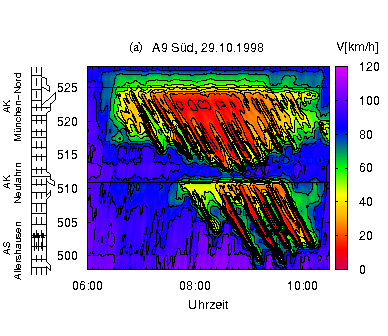 (a) A9 Süd, 29.10.1998
V[km/h]
120
100
80
60
40
20
0
AK
München-Nord
AK
Neufahrn
AS
Allershausen
525
520
515
510
505
500
06:00 08:00 10:00
Uhrzeit